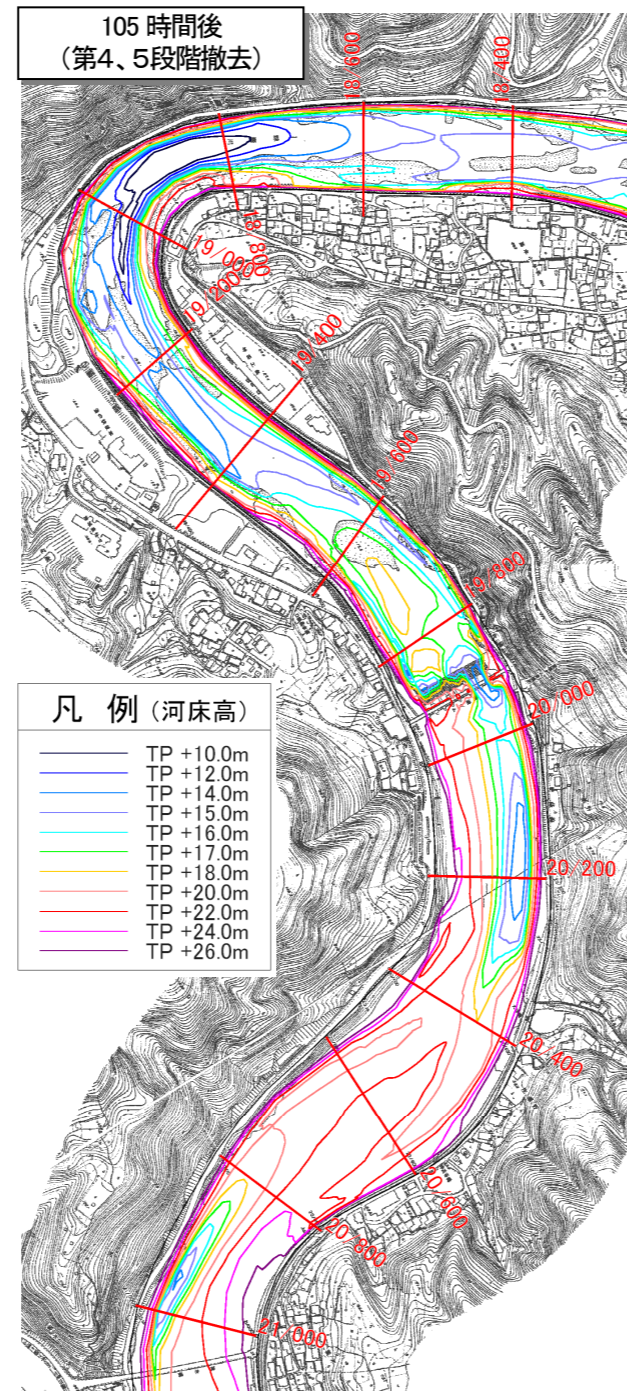 105 時間後
（第4、5段階撤去）
18/600
18/400
18/800
19/000
19/200
19/400
19/600
19/800
凡 例 （河床高）
TP +10.0m
TP +12.0m
TP +14.0m
TP +15.0m
TP +16.0m
TP +17.0m
TP +18.0m
TP +20.0m
TP +22.0m
TP +24.0m
TP +26.0m
20/000
20/200
20/400
20/600
20/800
21/000